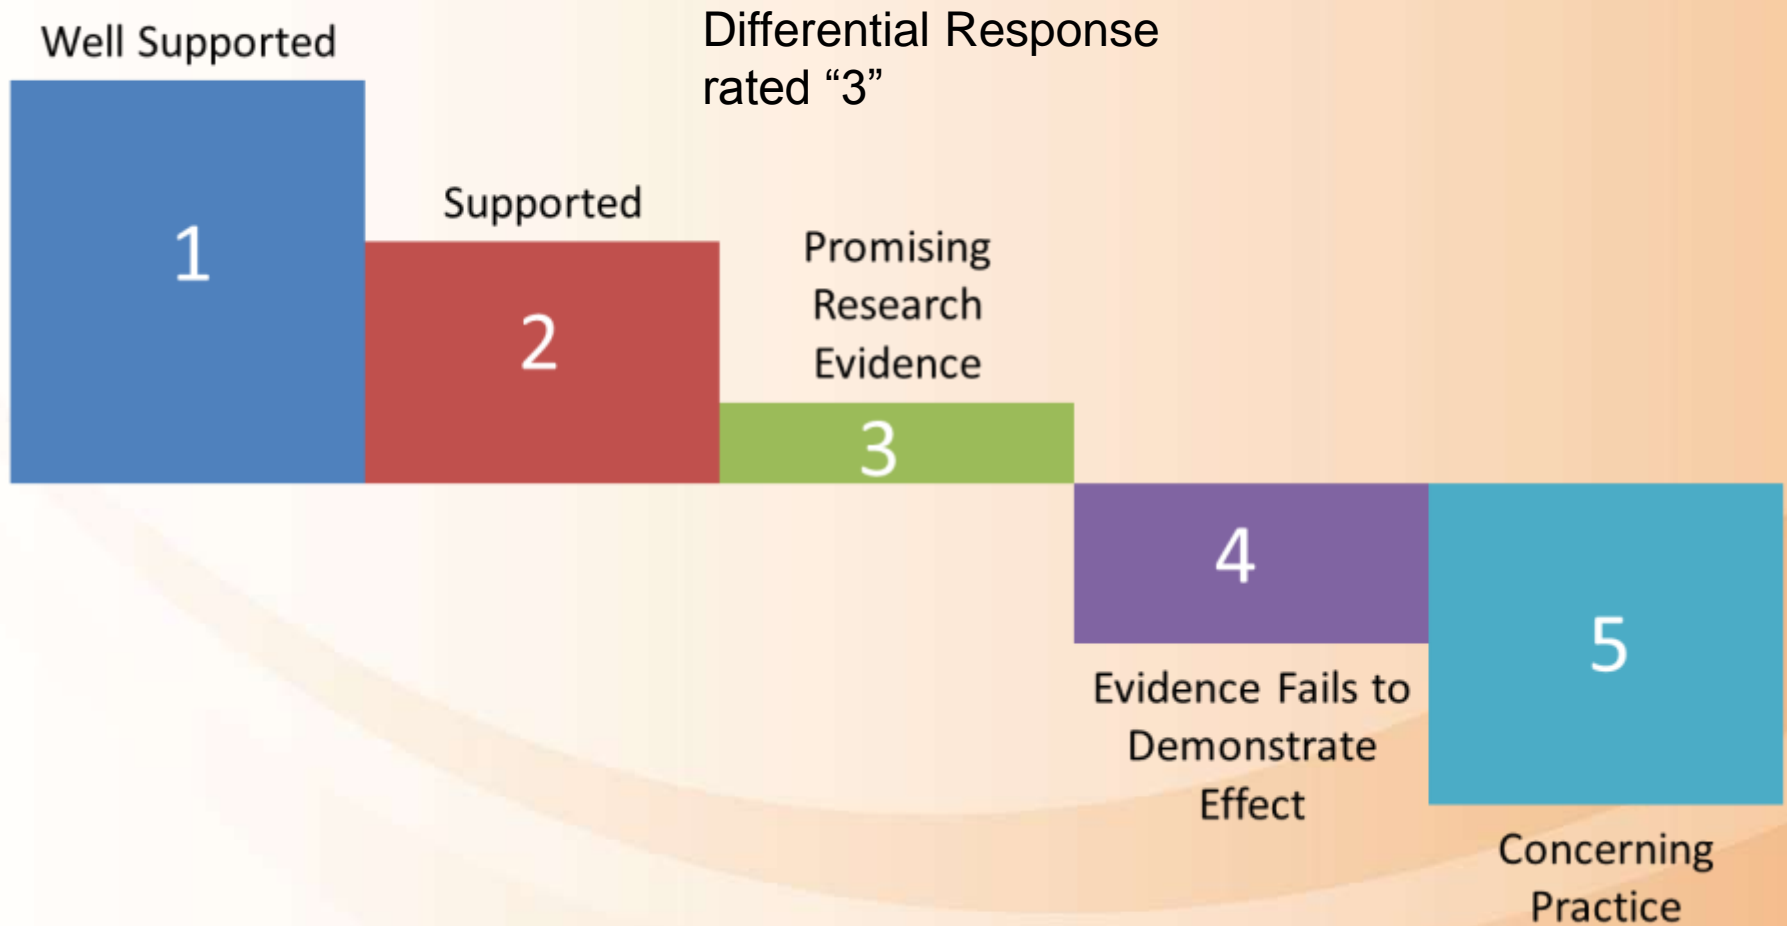 Well Supported
Differential Response
rated “3”
1
Supported
2
Promising
Research
Evidence
3
4
Evidence Fails to
Demonstrate
Effect
5
Concerning
Practice